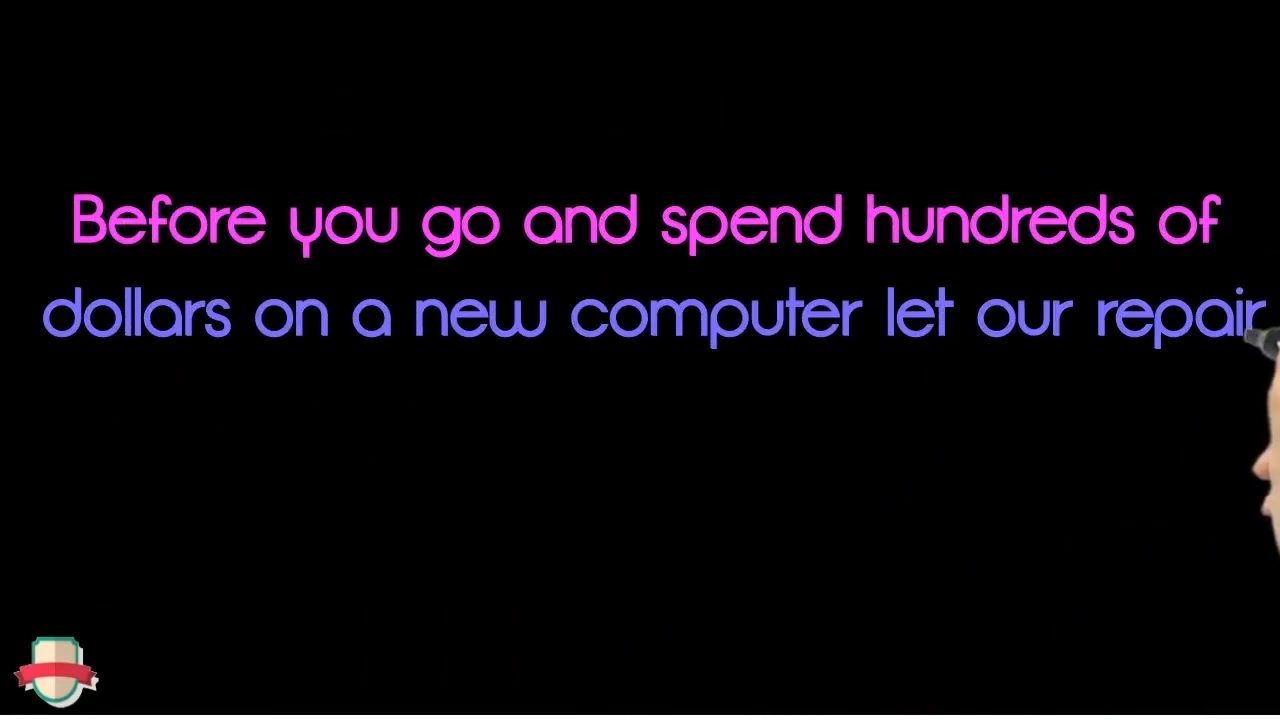 Before you go and spend hundreds of
dollars on a new computer let our repair